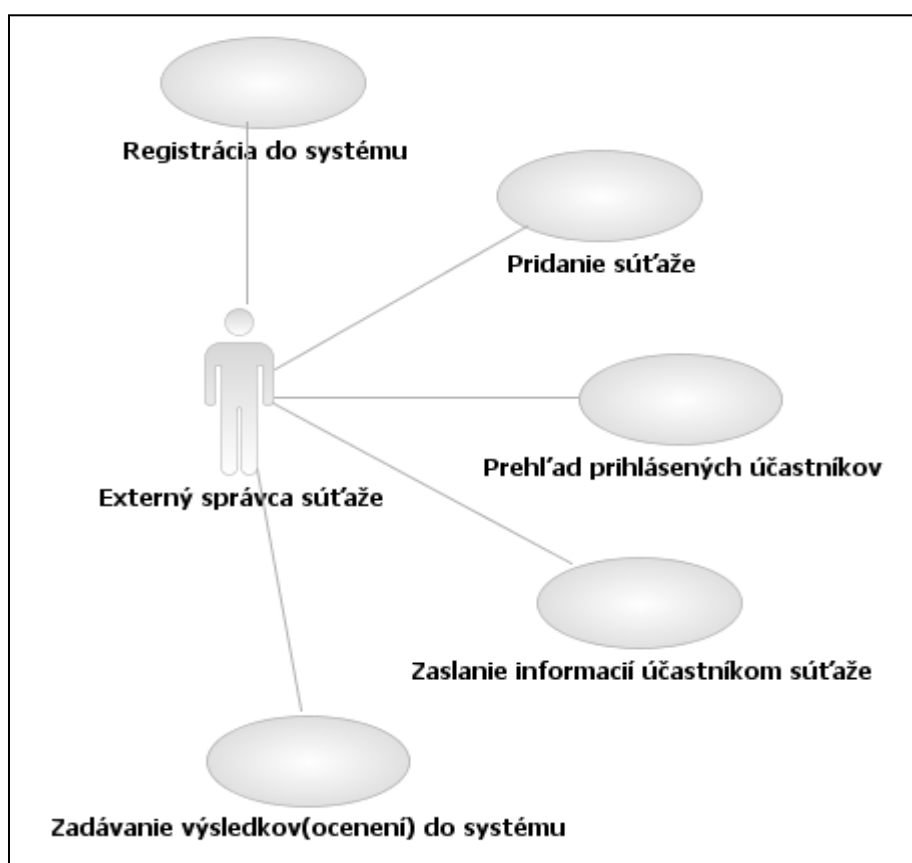 Registrácia do systému
Pridanie súťaže
Prehľad prihlásených účastníkov
Externý správca súťaže
Zaslanie informacií účastníkom súťaže
Zadávanie výsledkov(ocenení) do systému